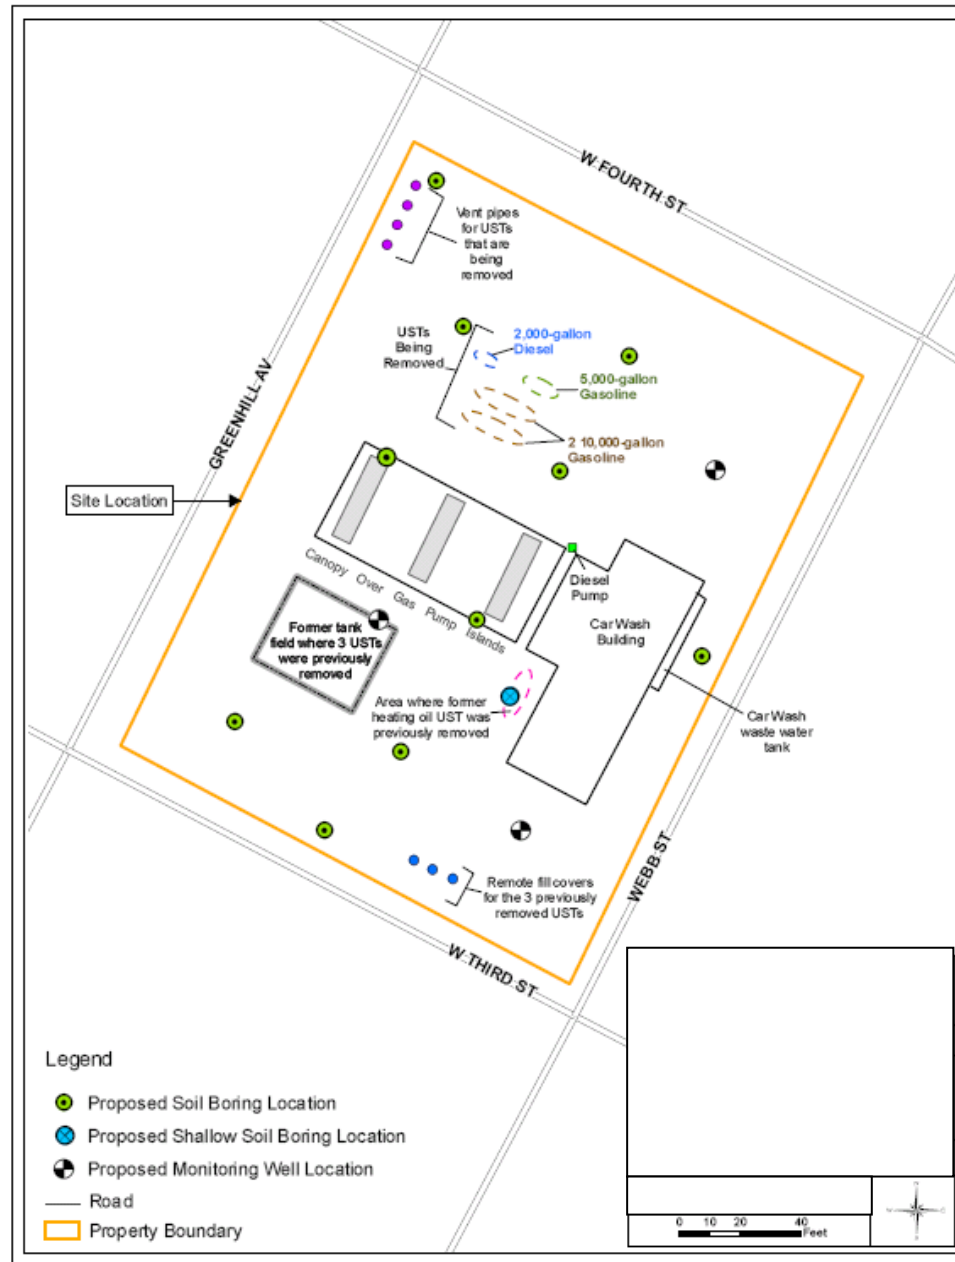 W FOURTH ST
Vent pipes
for USTs
that are
being
removed
GREENHILL AV
USTs
Being
Removed
2,000-gallon
Diesel
5,000-gallon
Gasoline
2 10,000-gallon
Gasoline
Site Location
Canopy Over Gas Pump Islands
Diesel
Pump
Car Wash
Building
Former tank
field where 3 USTs
were previously
removed
Area where former
heating oil UST was
previously removed
Car Wash
waste water
tank
WEBB ST
Remote fill covers
for the 3 previously
removed USTs
W THIRD ST
Legend
Proposed Soil Boring Location
Proposed Shallow Soil Boring Location
Proposed Monitoring Well Location
Road
Property Boundary
0 10 20 40
Feet